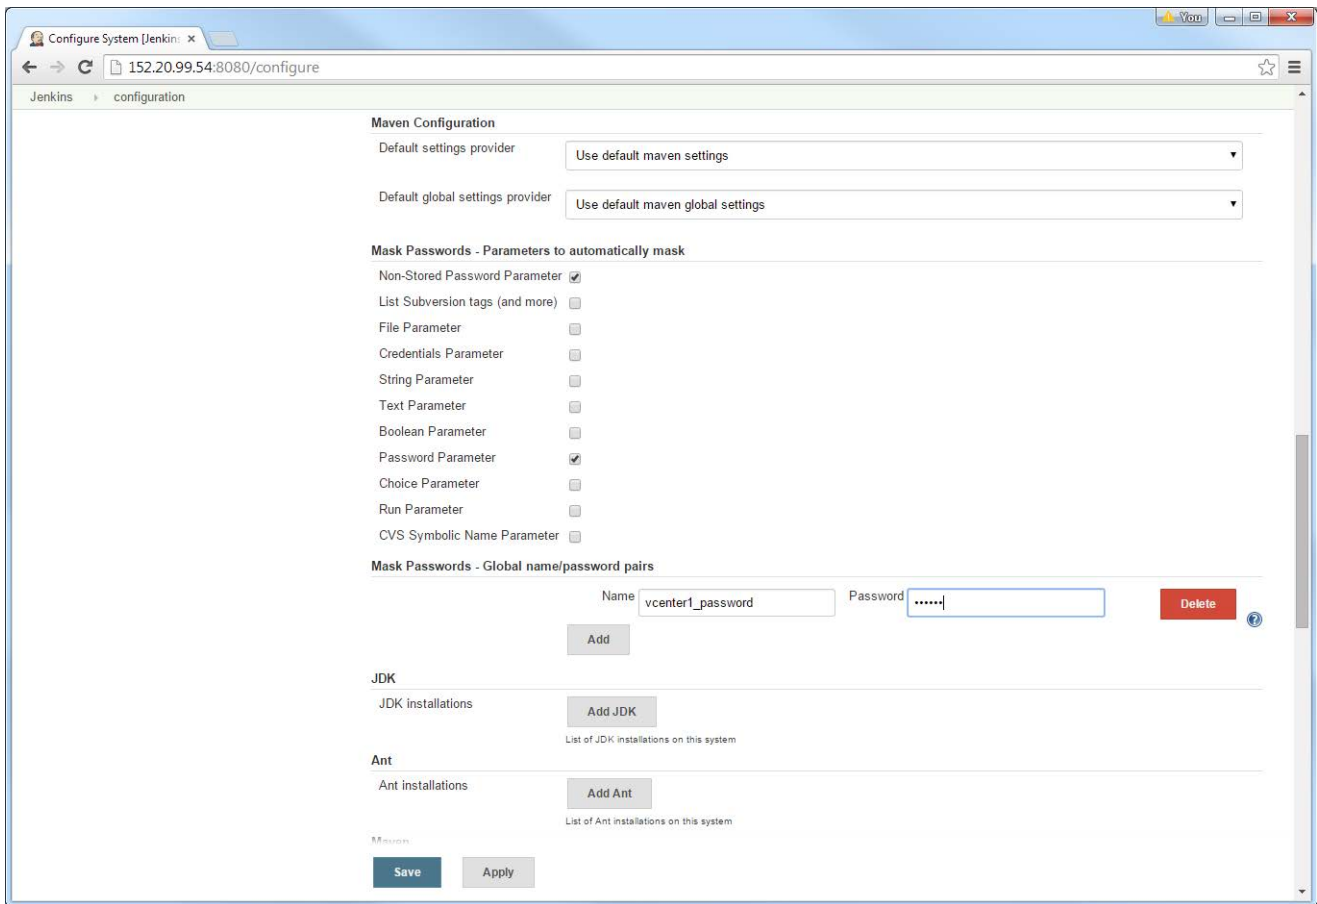 You
Configure System [Jenkin
152.20.99.54:8080/configure
Jenkins configuration
Maven Configuration
Default settings provider Use default maven settings
Default global settings provider Use default maven global settings
Mask Passwords - Parameters to automatically mask
Non-Stored Password Parameter
List Subversion tags (and more)
File Parameter
Credentials Parameter
String Parameter
Text Parameter
Boolean Parameter
Password Parameter
Choice Parameter
Run Parameter
CVS Symbolic Name Parameter
Mask Passwords - Global name/password pairs
Name vcenter1_password Password •••••• Delete
Add
JDK
JDK installations Add JDK
List of JDK installations on this system
Ant
Ant installations Add Ant
List of Ant installations on this system
Maven
Save Apply